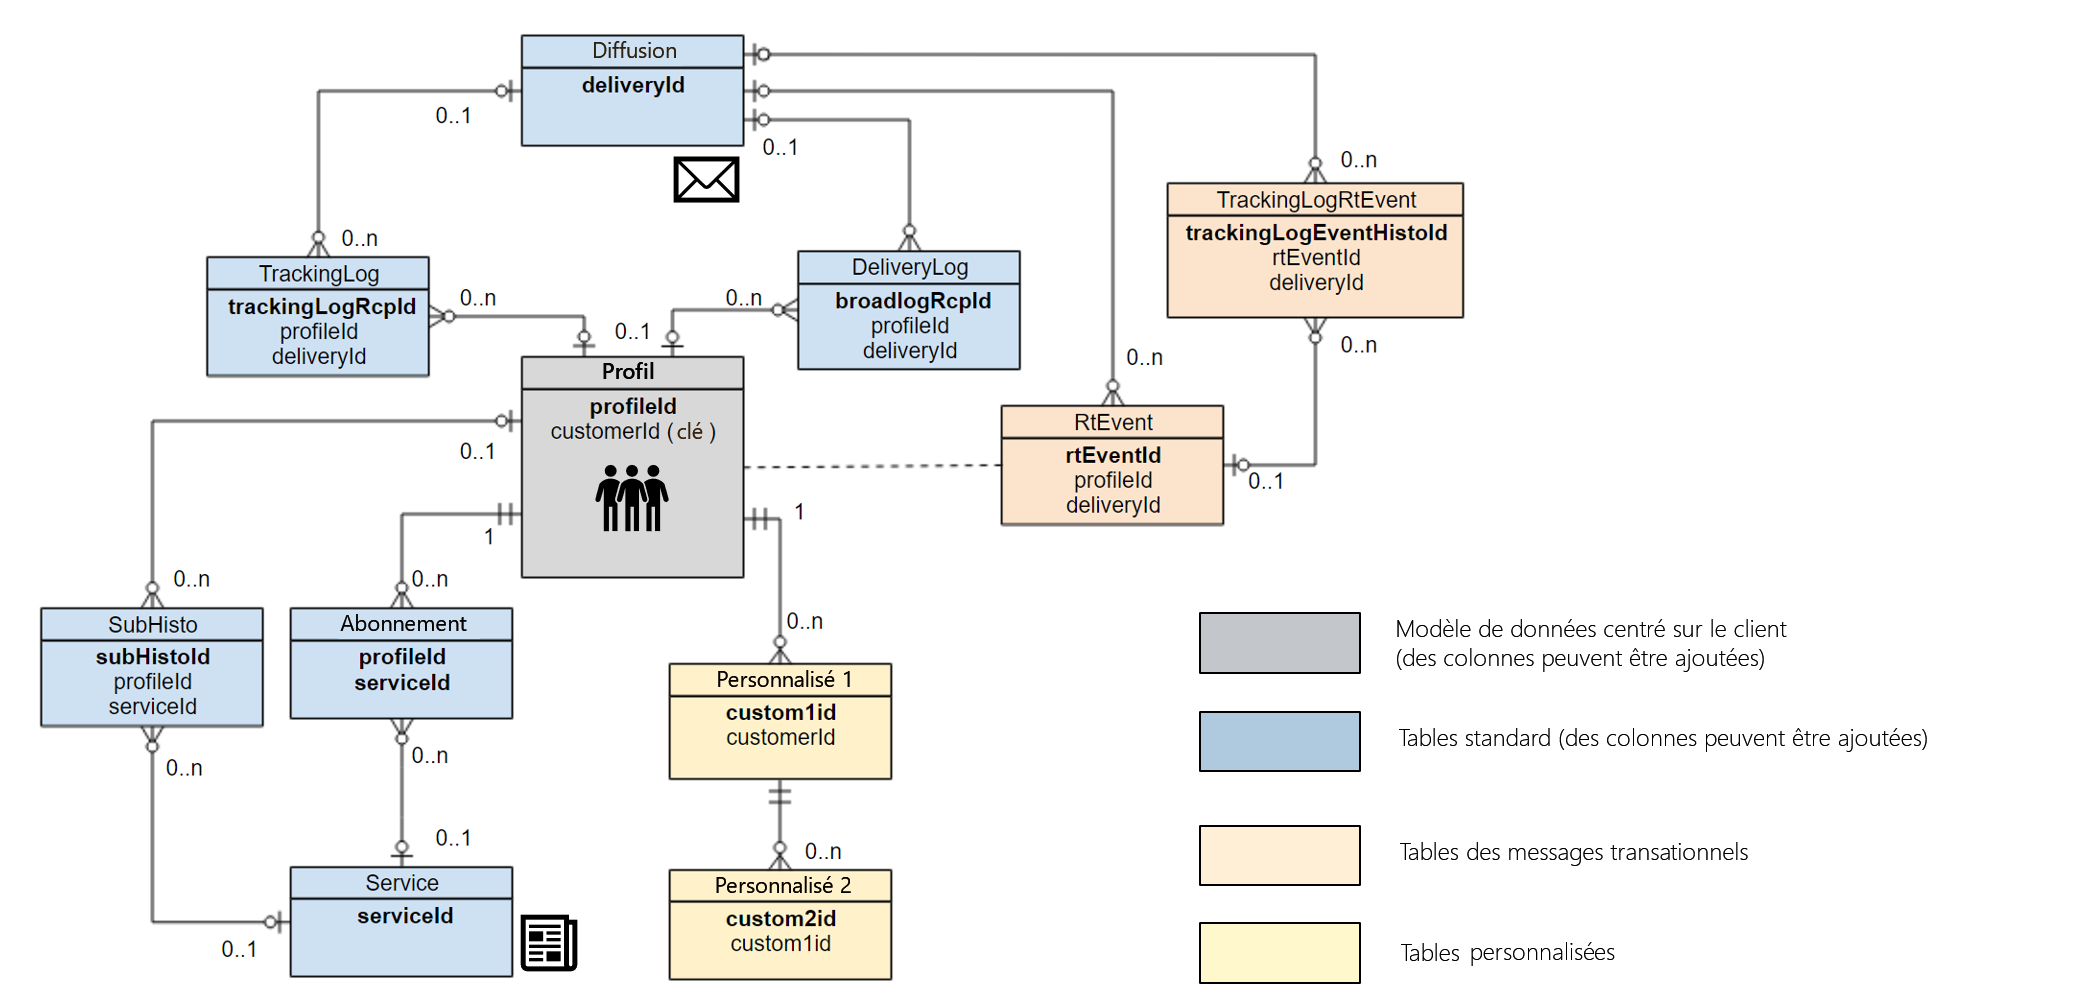 Diffusion
deliveryId
0..1
0..1
0..n
TrackingLogRtEvent
trackingLogEventHistoId
rtEventId
deliveryId
0..n
TrackingLog
trackingLogRcpId
profileId
deliveryId
0..n
0..n
DeliveryLog
broadlogRcpId
profileId
deliveryId
0..1
0..n
0..n
Profil
profileId
customerId ( clé )
0..1
RtEvent
rtEventId
profileId
deliveryId
0..1
1
1
0..n
0..n
0..n
SubHisto
subHistoId
profileId
serviceId
Abonnement
profileId
serviceId
Personnalisé 1
custom1id
customerId
0..n
0..n
0..1
0..n
Service
serviceId
0..1
Personnalisé 2
custom2id
custom1id
Modèle de données centré sur le client
(des colonnes peuvent être ajoutées)
Tables standard (des colonnes peuvent être ajoutées)
Tables des messages transationnels
Tables personnalisées